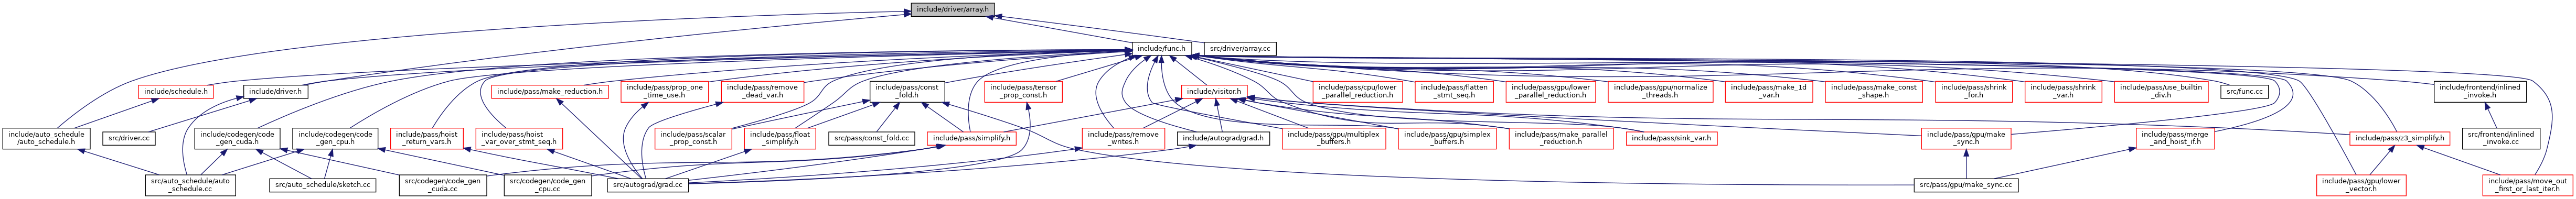 include/driver/array.h
include/func.h
src/driver/array.cc
include/schedule.h
include/driver.h
include/pass/make_reduction.h
include/pass/prop_one
_time_use.h
include/pass/remove
_dead_var.h
include/pass/const
_fold.h
include/pass/tensor
_prop_const.h
include/visitor.h
include/pass/cpu/lower
_parallel_reduction.h
include/pass/flatten
_stmt_seq.h
include/pass/gpu/lower
_parallel_reduction.h
include/pass/gpu/normalize
_threads.h
include/pass/make_1d
_var.h
include/pass/make_const
_shape.h
include/pass/shrink
_for.h
include/pass/shrink
_var.h
include/pass/use_builtin
_div.h
src/func.cc
include/frontend/inlined
_invoke.h
include/auto_schedule
/auto_schedule.h
src/driver.cc
include/codegen/code
_gen_cuda.h
include/codegen/code
_gen_cpu.h
include/pass/hoist
_return_vars.h
include/pass/hoist
_var_over_stmt_seq.h
include/pass/scalar
_prop_const.h
include/pass/float
_simplify.h
src/pass/const_fold.cc
include/pass/simplify.h
include/pass/remove
_writes.h
include/autograd/grad.h
include/pass/gpu/multiplex
_buffers.h
include/pass/gpu/simplex
_buffers.h
include/pass/make_parallel
_reduction.h
include/pass/sink_var.h
include/pass/gpu/make
_sync.h
include/pass/merge
_and_hoist_if.h
include/pass/z3_simplify.h
src/frontend/inlined
_invoke.cc
src/auto_schedule/auto
_schedule.cc
src/auto_schedule/sketch.cc
src/codegen/code_gen
_cuda.cc
src/codegen/code_gen
_cpu.cc
src/autograd/grad.cc
src/pass/gpu/make_sync.cc
include/pass/gpu/lower
_vector.h
include/pass/move_out
_first_or_last_iter.h